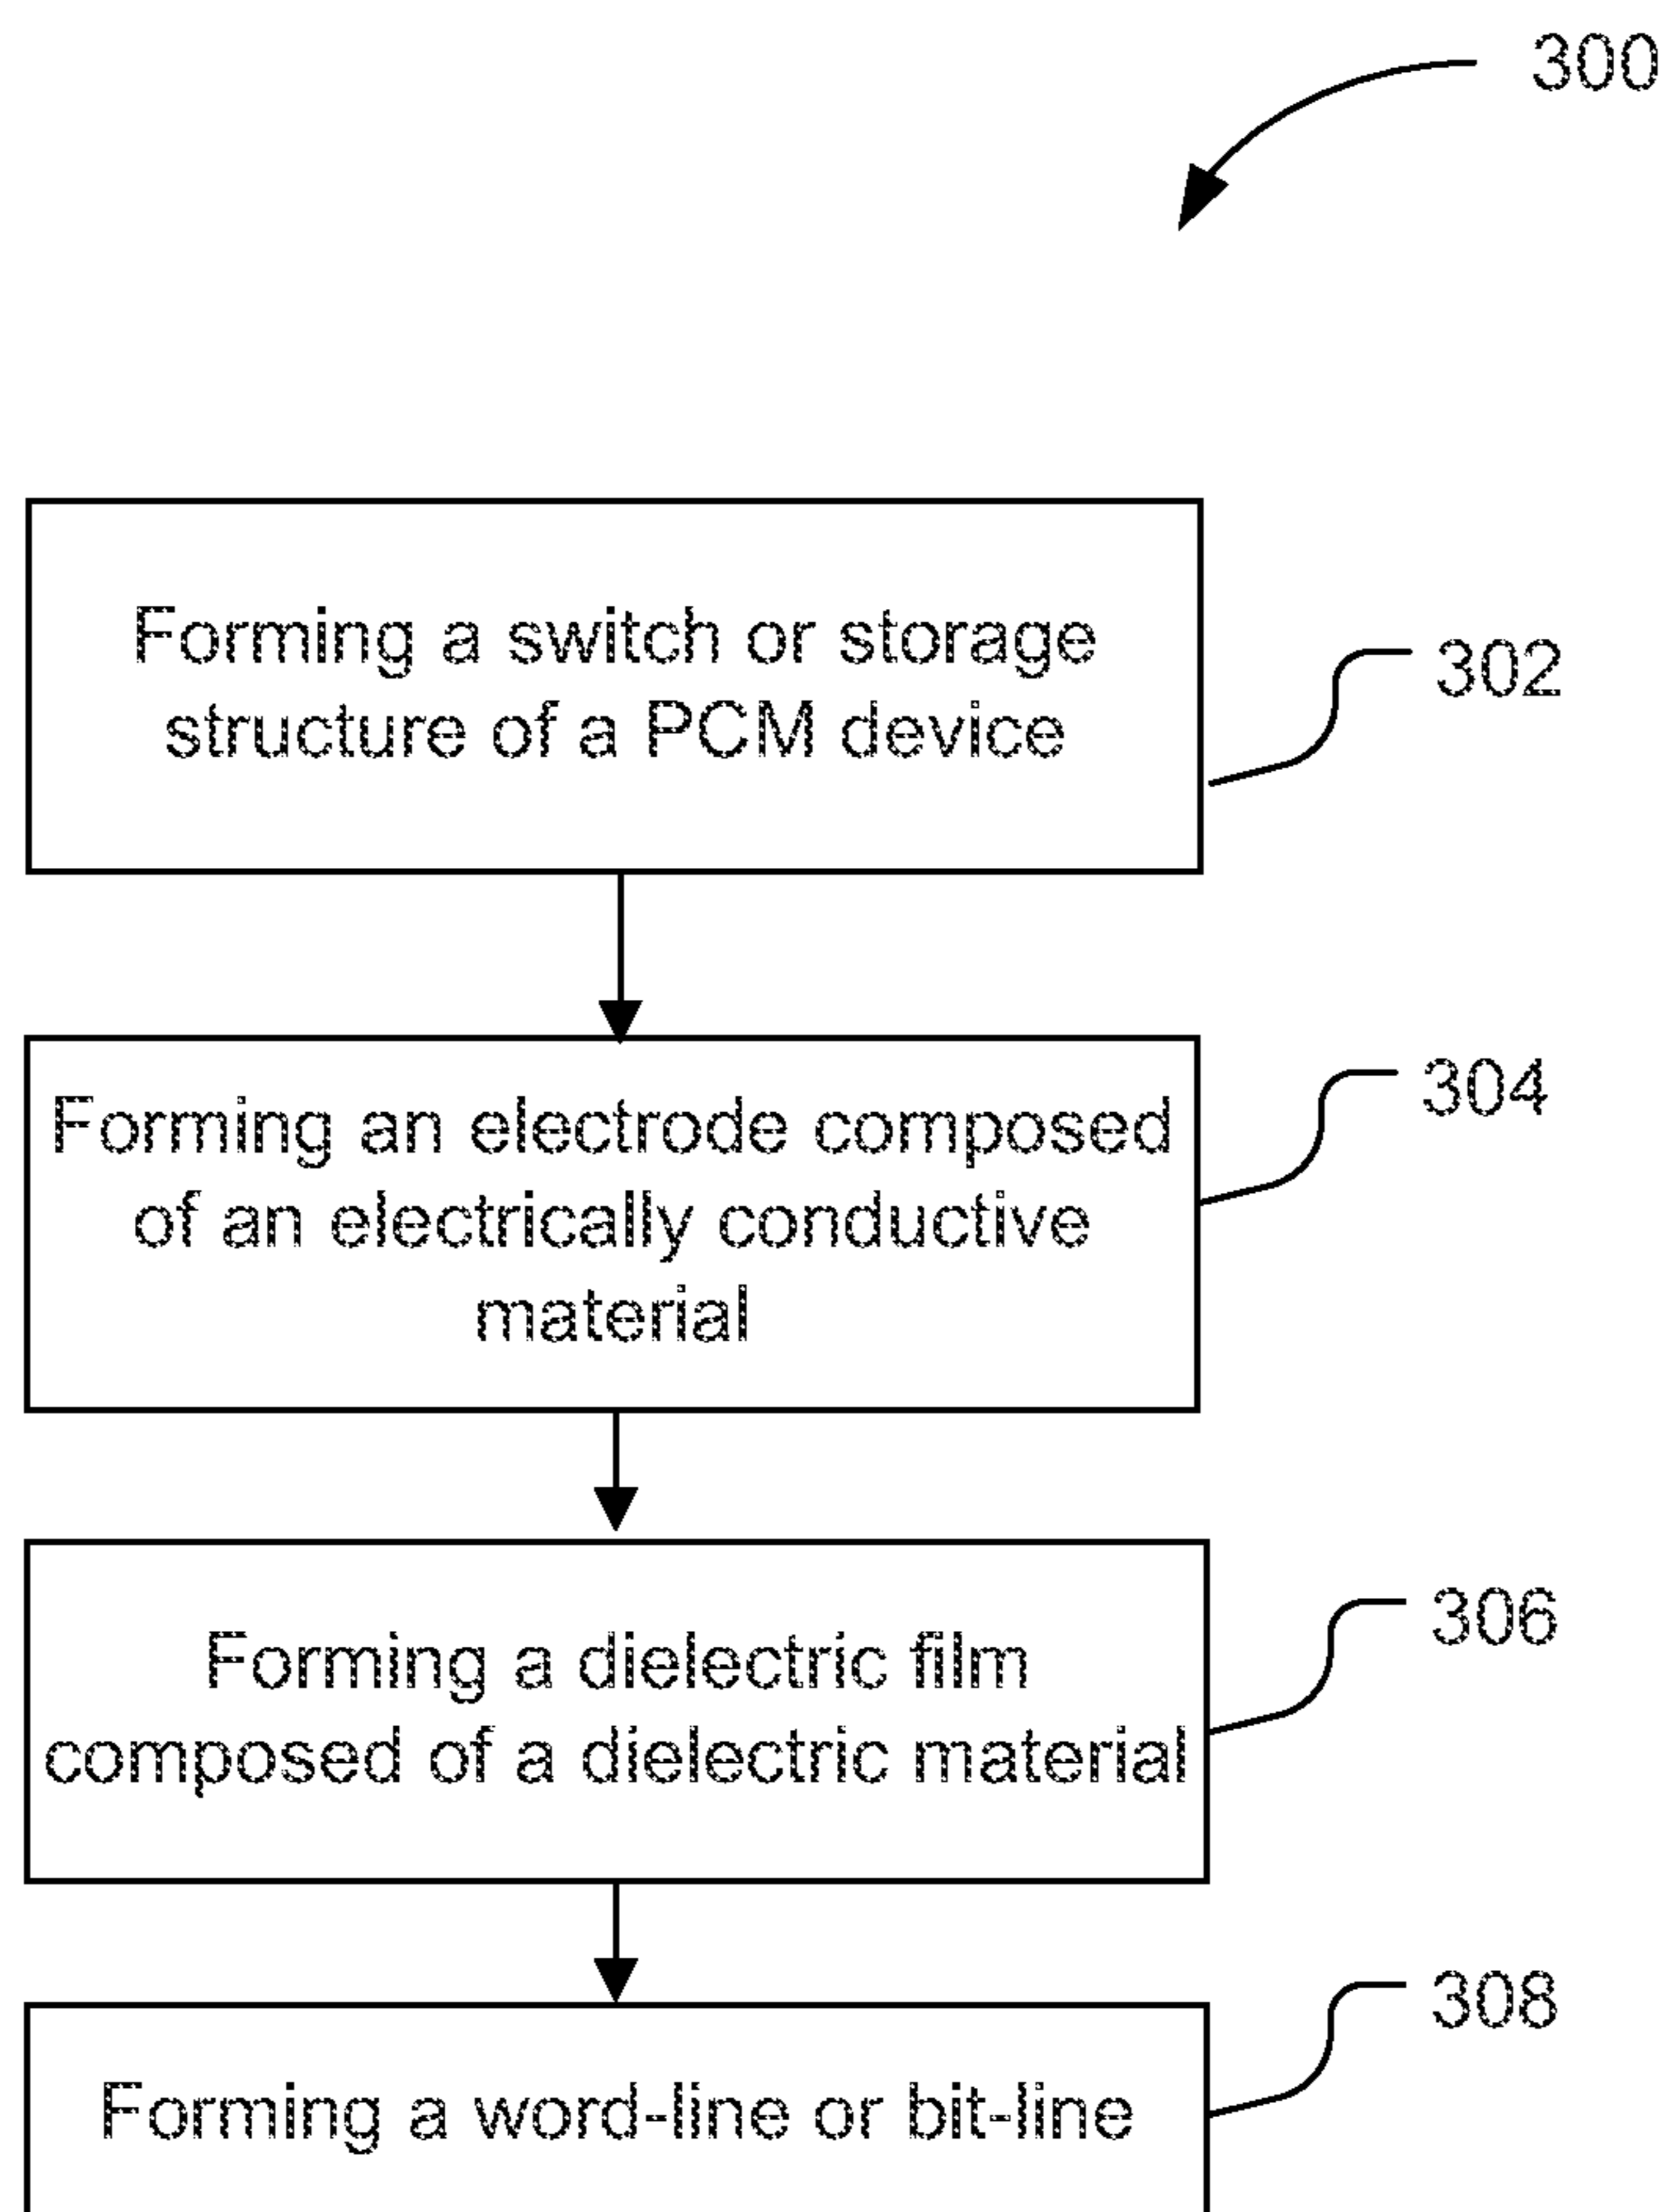 300
Forming a switch or storage
structure of a PCM device
302
Forming an electrode composed
of an electrically conductive
material
304
Forming a dielectric film
composed of a dielectric material
306
Forming a word-line or bit-line
308